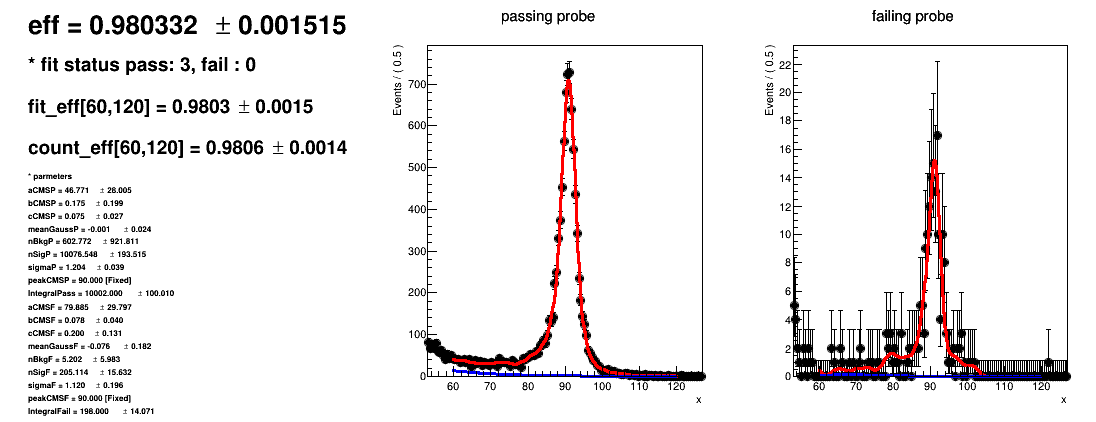 eff = 0.980332 ± 0.001515
* fit status pass: 3, fail : 0
fit_eff[60,120] = 0.9803 ± 0.0015
count_eff[60,120] = 0.9806 ± 0.0014
* parmeters
aCMSP = 46.771 ± 28.005
bCMSP = 0.175 ± 0.199
cCMSP = 0.075 ± 0.027
meanGaussP = -0.001 ± 0.024
nBkgP = 602.772 ± 921.811
nSigP = 10076.548 ± 193.515
sigmaP = 1.204 ± 0.039
peakCMSP = 90.000 [Fixed]
IntegralPass = 10002.000 ± 100.010
aCMSF = 79.885 ± 29.797
bCMSF = 0.078 ± 0.040
cCMSF = 0.200 ± 0.131
meanGaussF = -0.076 ± 0.182
nBkgF = 5.202 ± 5.983
nSigF = 205.114 ± 15.632
sigmaF = 1.120 ± 0.196
peakCMSF = 90.000 [Fixed]
IntegralFail = 198.000 ± 14.071
passing probe
Events / ( 0.5 )
700
600
500
400
300
200
100
0
60 70 80 90 100 110 120
x
failing probe
Events / ( 0.5 )
22
20
18
16
14
12
10
8
6
4
2
0
60 70 80 90 100 110 120
x